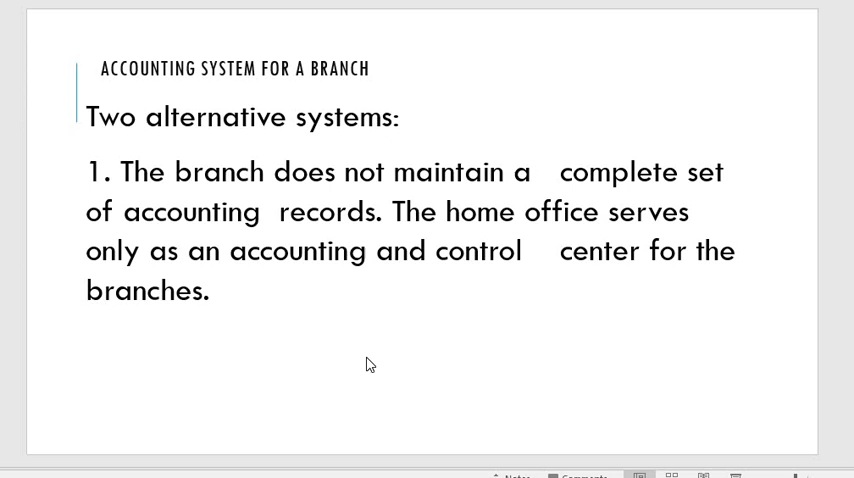 ACCOUNTING SYSTEM FOR A BRANCH
Two alternative systems:
1. The branch does not maintain a complete set
of accounting records. The home office serves
only as an accounting and control center for the
branches.